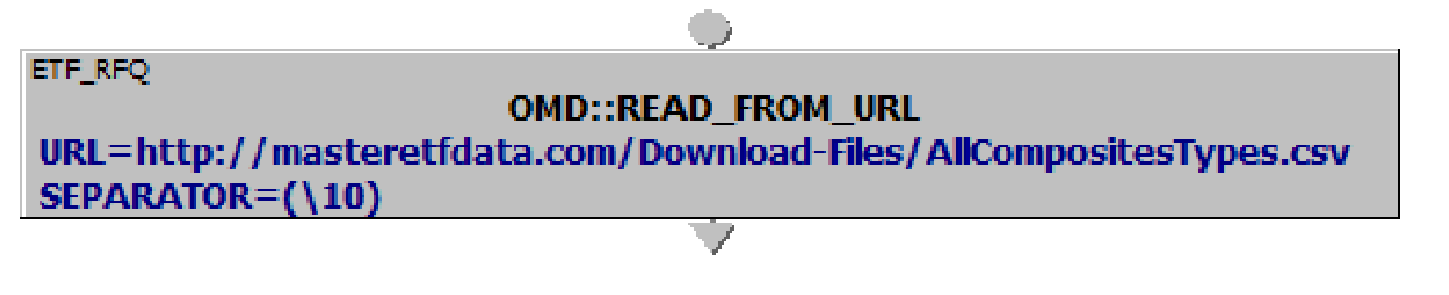 ETF_RFQ
OMD::READ_FROM_URL
URL=http://masteretfdata.com/Download-Files/AllCompositesTypes.csv
SEPARATOR=(\10)